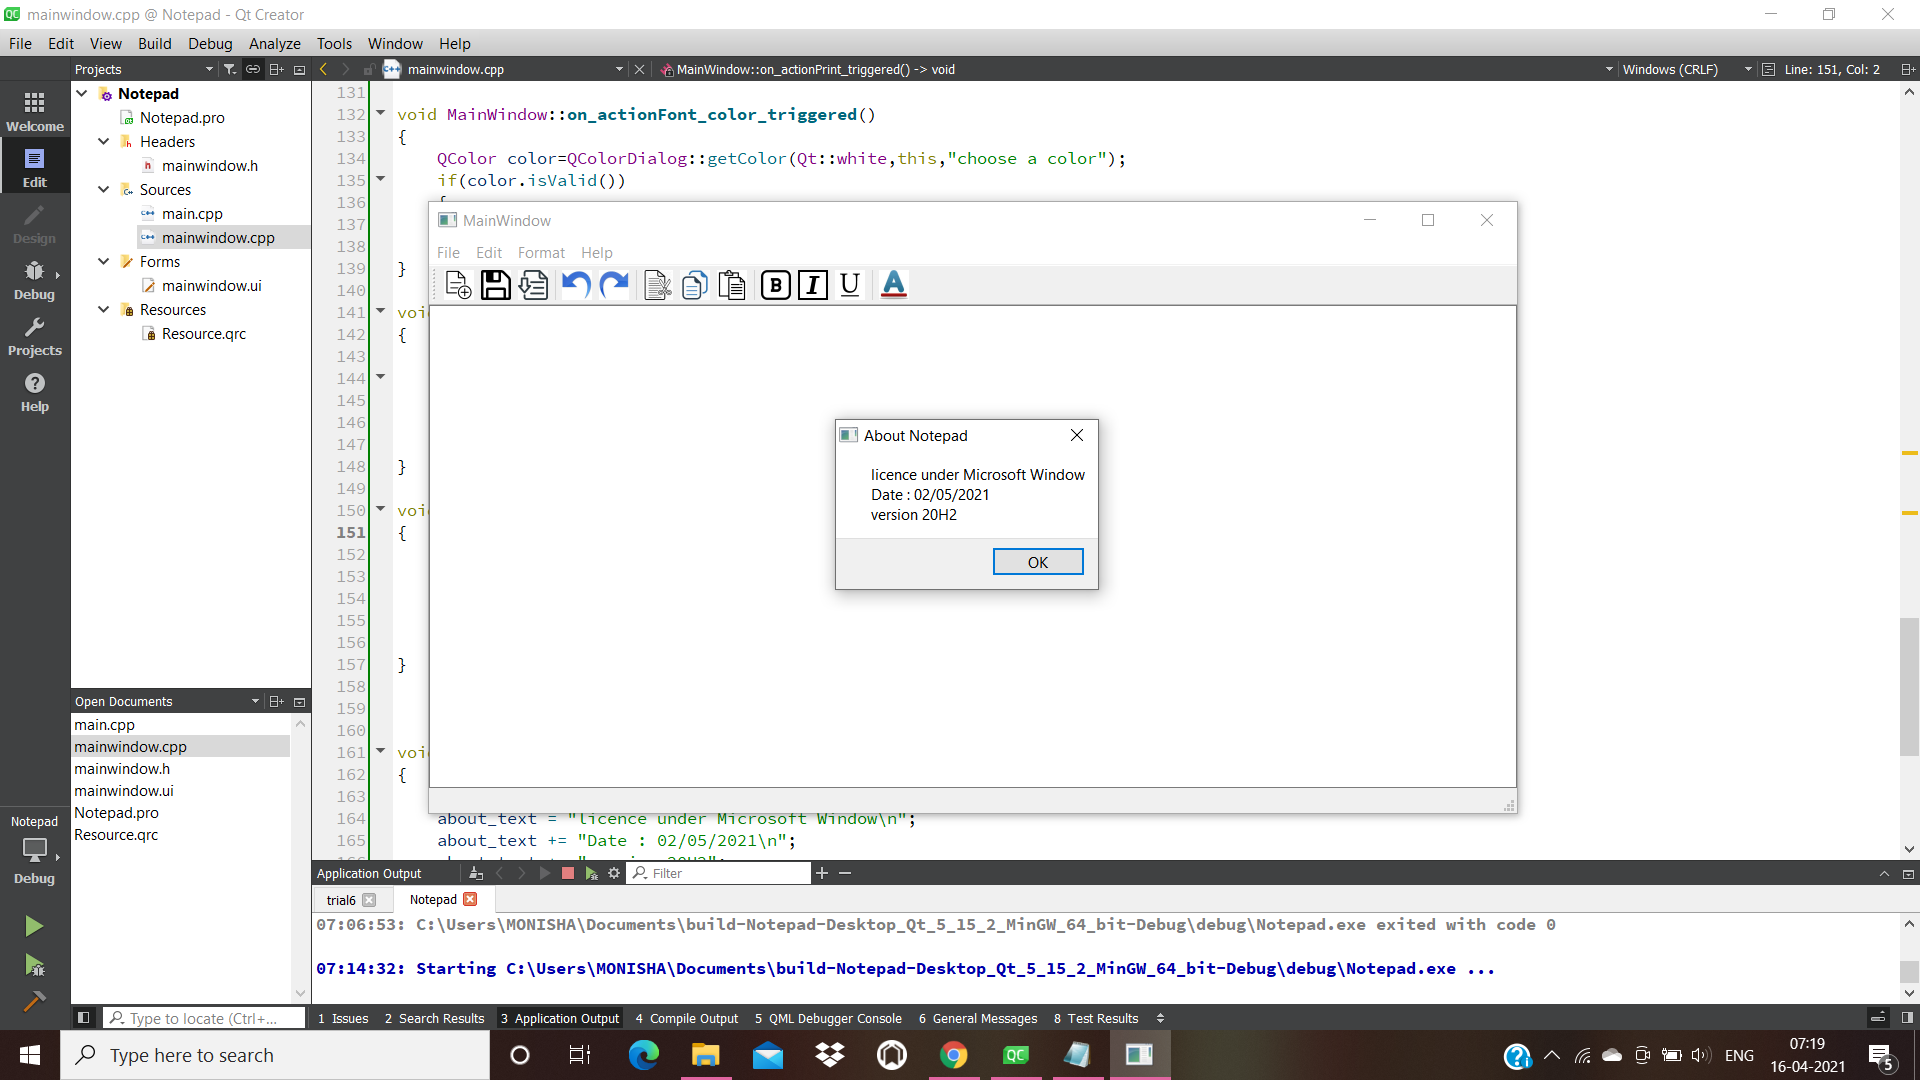 mainwindow.cpp @ Notepad - Qt Creator
File Edit View Build Debug Analyze Tools Window Help
Projects mainwindow.cpp MainWindow::on_actionPrint_triggered() -> void Windows (CRLF) Line: 151, Col: 2
Welcome
Edit
Design
Debug
Projects
Help
Notepad
Notepad.pro
Headers
mainwindow.h
Sources
main.cpp
mainwindow.cpp
Forms
mainwindow.ui
Resources
Resource.qrc
131
132 void MainWindow::on_actionFont_color_triggered()
133 {
134 QColor color=QColorDialog::getColor(Qt::white,this,"choose a color");
135 if(color.isValid())
136
137
138
139 }
140
141
142 {
143
144
145
146
147
148 }
149
150
151 {
152
153
154
155
156
157 }
158
159
160
161
162 {
163
164 about_text = "licence under Microsoft Window\n";
165 about_text += "Date : 02/05/2021\n";
MainWindow
File Edit Format Help
B I U A
About Notepad
licence under Microsoft Window
Date : 02/05/2021
version 20H2
OK
Open Documents
main.cpp
mainwindow.cpp
mainwindow.h
mainwindow.ui
Notepad.pro
Resource.qrc
Notepad
Debug
Application Output Filter
trial6 Notepad
07:06:53: C:\Users\MONISHA\Documents\build-Notepad-Desktop_Qt_5_15_2_MinGW_64_bit-Debug\debug\Notepad.exe exited with code 0
07:14:32: Starting C:\Users\MONISHA\Documents\build-Notepad-Desktop_Qt_5_15_2_MinGW_64_bit-Debug\debug\Notepad.exe ...
Type to locate (Ctrl+... 1 Issues 2 Search Results 3 Application Output 4 Compile Output 5 QML Debugger Console 6 General Messages 8 Test Results
Type here to search
ENG
07:19
16-04-2021
5